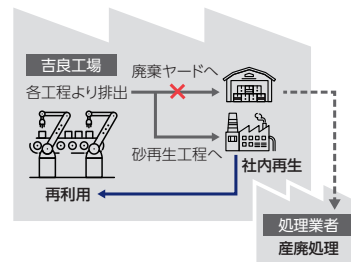 吉良工場
廃棄ヤードへ
各工程より排出
砂再生工程へ
社内再生
再利用
処理業者
産廃処理